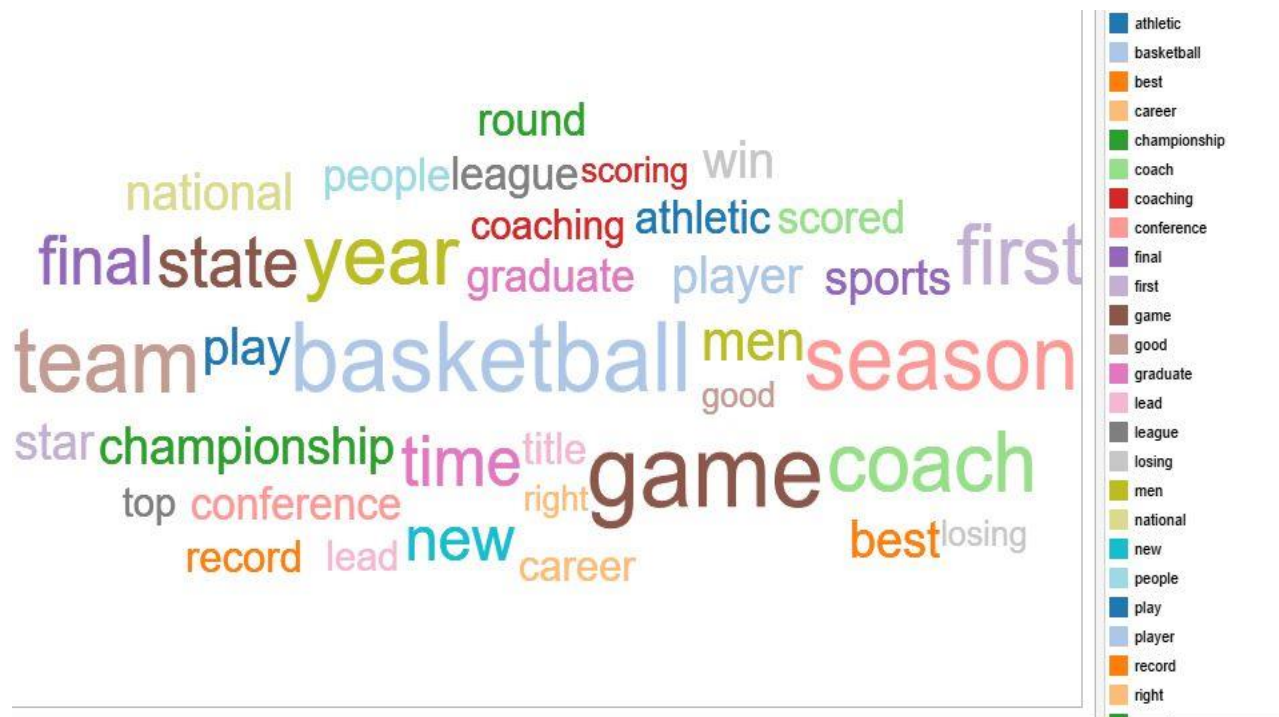 round
people league scoring win
national
coaching athletic scored
final state year first
graduate player sports
team play basketball men season
good
star championship time title game coach
top conference right
record lead new career best losing
athletic
basketball
best
career
championship
coach
coaching
conference
final
first
game
good
graduate
lead
league
losing
men
national
new
people
play
player
record
right